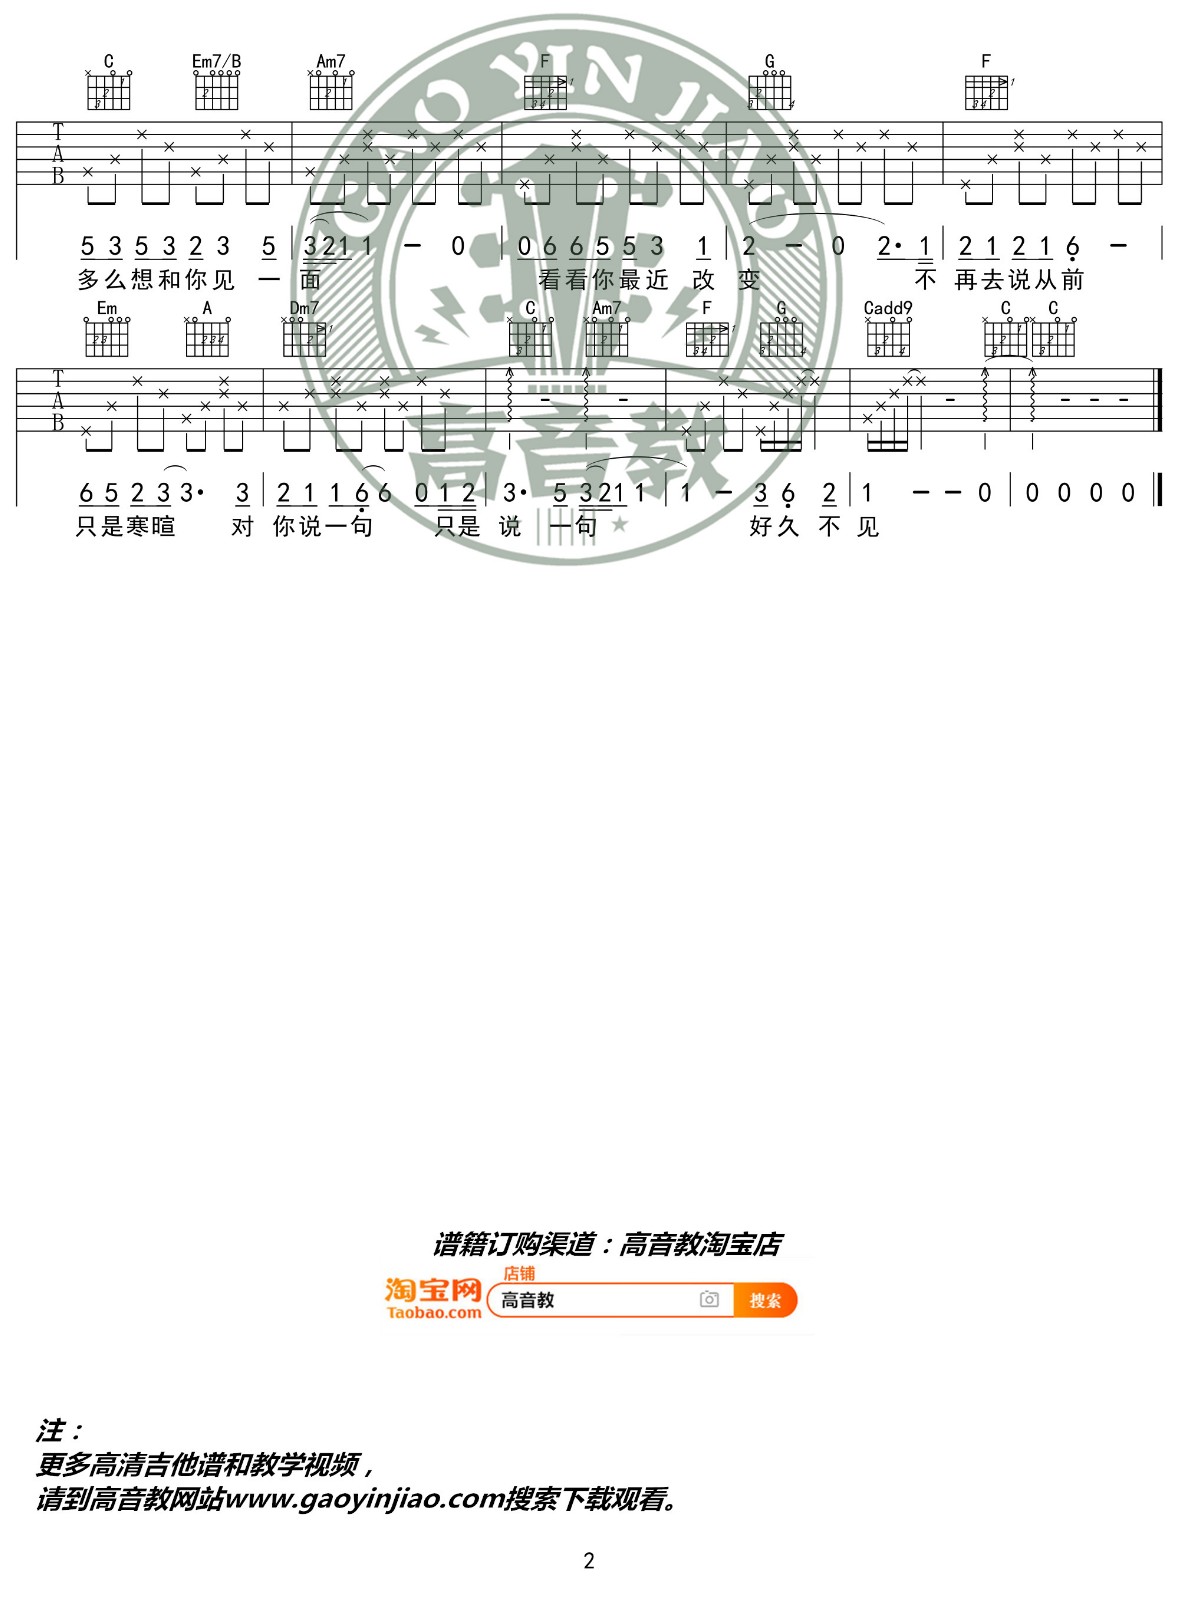 C Em7/B Am7 F G F
T
A
B
5 3 5 3 2 3 5 3 2 1 1 - 0 0 6 6 5 5 3 1 2 - 0 2· 1 2 1 2 1 6 -
多么想和你见一面 看看你最近改变 不再去说从前
Em A Dm7 C Am7 F G Cadd9 C C
T
A
B
6 5 2 3 3· 3 2 1 1 6 6 0 1 2 3· 5 3 2 1 1 1 - 3 6 2 1 - - 0 0 0 0 0
只是寒暄 对你说一句 只是说一句 好久不见
GAO YIN JIAO
高音教
谱籍订购渠道：高音教淘宝店
店铺
淘宝网 高音教 搜索
Taobao.com
注：
更多高清吉他谱和教学视频，
请到高音教网站www.gaoyinjiao.com搜索下载观看。
2